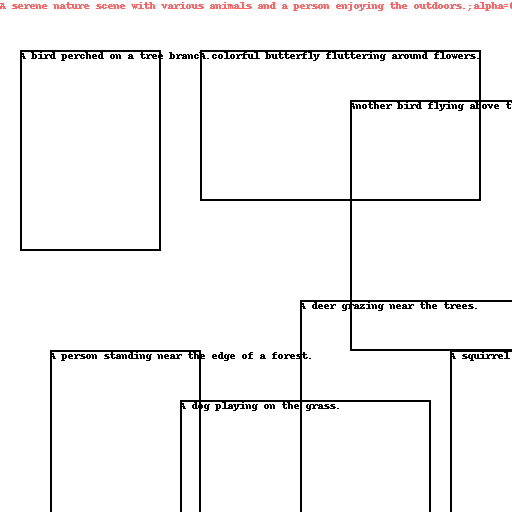 A serene nature scene with various animals and a person enjoying the outdoors.;alpha=
A bird perched on a tree branch.
A colorful butterfly fluttering around flowers.
Another bird flying above
A deer grazing near the trees.
A person standing near the edge of a forest.
A squirrel
A dog playing on the grass.